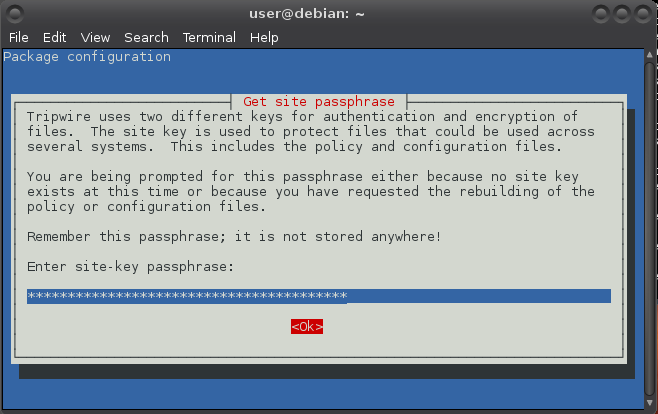 user@debian: ~
File Edit View Search Terminal Help
Package configuration
Get site passphrase
Tripwire uses two different keys for authentication and encryption of
files.  The site key is used to protect files that could be used across
several systems.  This includes the policy and configuration files.
You are being prompted for this passphrase either because no site key
exists at this time or because you have requested the rebuilding of the
policy or configuration files.
Remember this passphrase; it is not stored anywhere!
Enter site-key passphrase:
****************************************
<Ok>